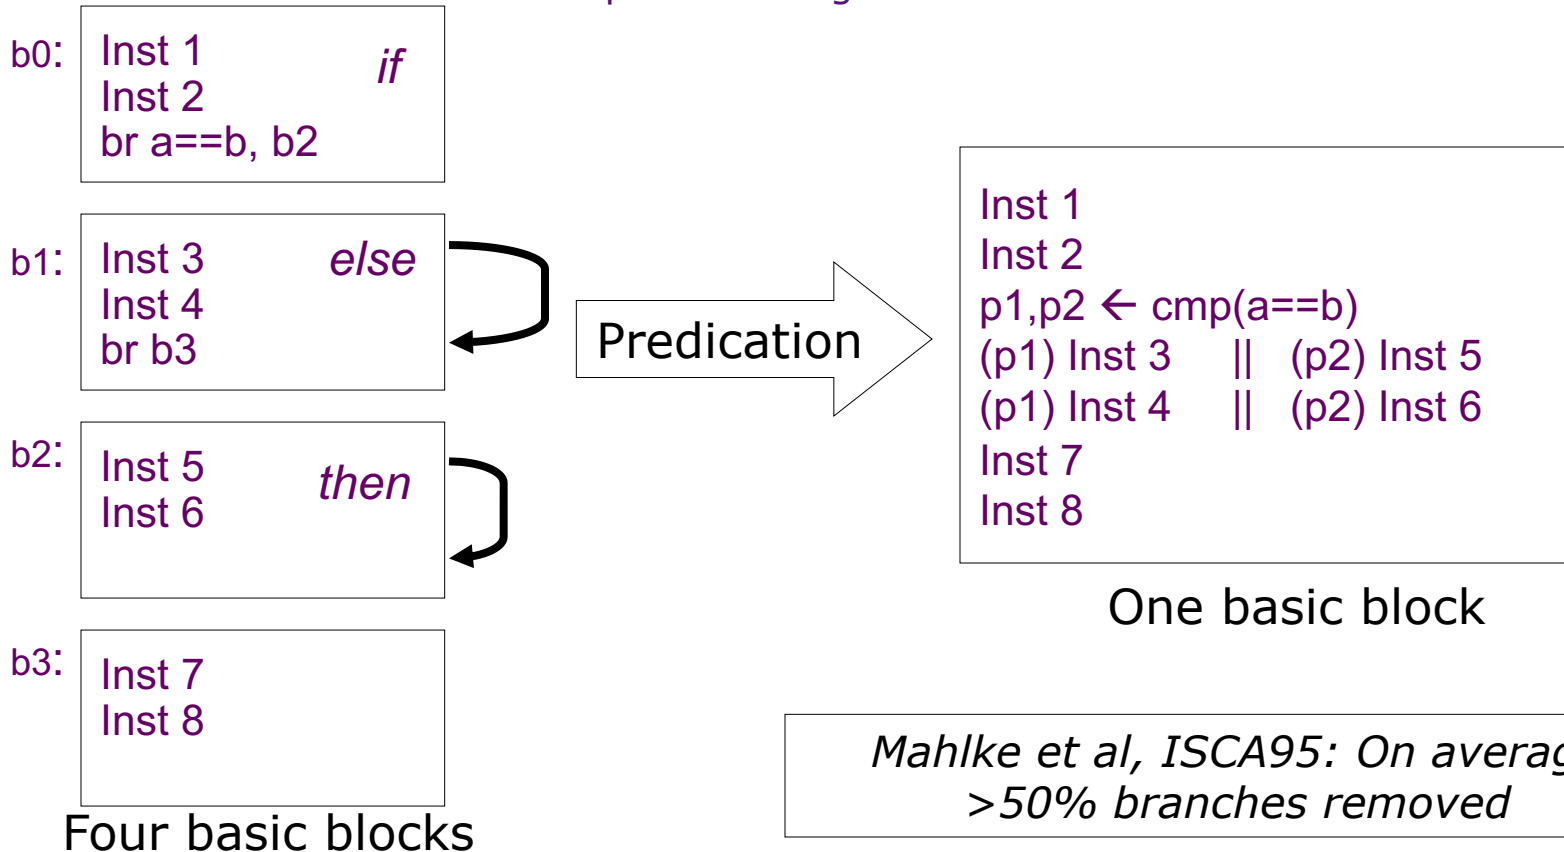 b0:
Inst 1
if
Inst 2
br a==b, b2
b1:
Inst 3
else
Inst 4
br b3
b2:
Inst 5
then
Inst 6
b3:
Inst 7
Inst 8
Four basic blocks
Predication
Inst 1
Inst 2
p1,p2 ← cmp(a==b)
(p1) Inst 3 || (p2) Inst 5
(p1) Inst 4 || (p2) Inst 6
Inst 7
Inst 8
One basic block
Mahlke et al, ISCA95: On averag
>50% branches removed